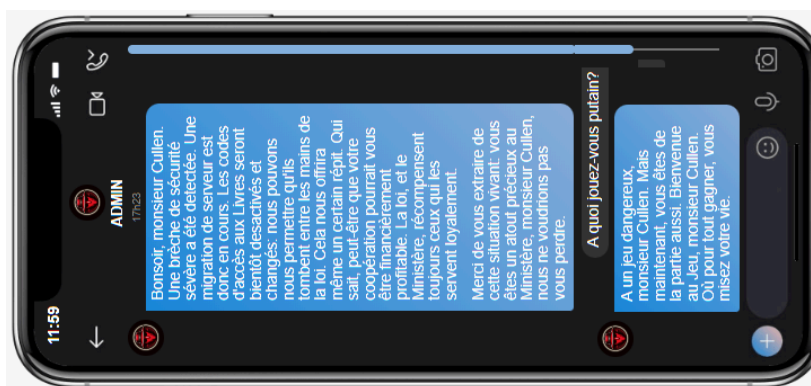 11:59
ADMIN
17h23
Bonsoir, monsieur Cullen.
Une brèche de sécurité
sévère a été detectée. Une
migration de serveur est
donc en cours. Les codes
d'accès aux Livres seront
bientôt desactivés et
changés: nous pouvons
nous permettre qu'ils
tombent entre les mains de
la loi. Cela nous offrira
même un certain répit. Qui
sait, peut-être que votre
coopération pourrait vous
être financièrement
profitable. La loi, et le
Ministère, récompensent
toujours ceux qui les
servent loyalement.
Merci de vous extraire de
cette situation vivant: vous
êtes un atout précieux au
Ministère, monsieur Cullen,
nous ne voudrions pas
vous perdre.
A quoi jouez-vous putain?
A un jeu dangereux,
monsieur Cullen. Mais
maintenant, vous êtes de
la partie aussi. Bienvenue
au Jeu, monsieur Cullen.
Où pour tout gagner, vous
misez votre vie.